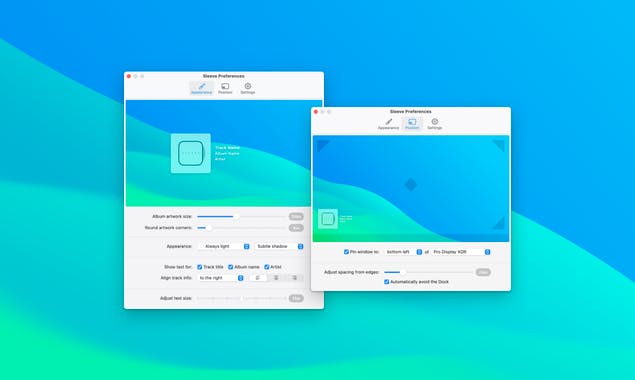 Sleeve Preferences
Appearance Position Settings
Track Name
Album Name
Artist
Album artwork size:
Round artwork corners:
Appearance: Always light Subtle shadow
Show text for: Track title Album name Artist
Align track info: to the right
Adjust text size:
Sleeve Preferences
Appearance Position Settings
Pin window to: bottom left of Pro Display XDR
Adjust spacing from edges:
Automatically avoid the Dock